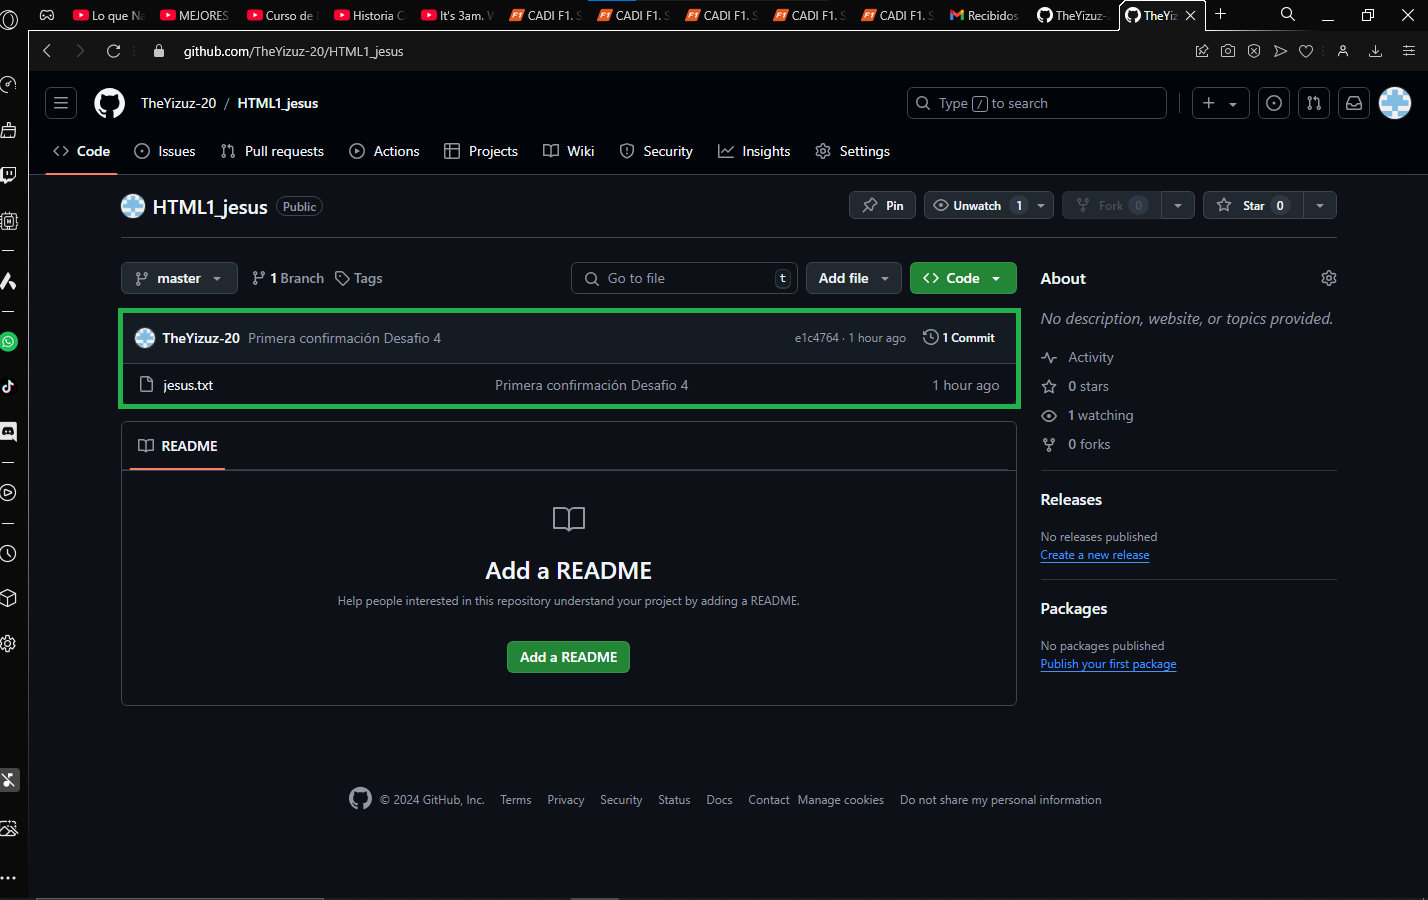 Lo que Na
MEJORES
Curso de
Historia C
It's 3am. W
CADI F1. S
CADI F1. S
CADI F1. S
CADI F1. S
CADI F1. S
Recibidos
TheYizuz-2
TheYiz
github.com/TheYizuz-20/HTML1_jesus
TheYizuz-20 / HTML1_jesus
Type / to search
Code Issues Pull requests Actions Projects Wiki Security Insights Settings
HTML1_jesus Public
Pin Unwatch 1 Fork 0 Star 0
master 1 Branch Tags
Go to file t
Add file
Code
TheYizuz-20 Primera confirmación Desafio 4 e1c4764 · 1 hour ago 1 Commit
jesus.txt Primera confirmación Desafio 4 1 hour ago
README
Add a README
Help people interested in this repository understand your project by adding a README.
Add a README
About
No description, website, or topics provided.
Activity
0 stars
1 watching
0 forks
Releases
No releases published
Create a new release
Packages
No packages published
Publish your first package
© 2024 GitHub, Inc. Terms Privacy Security Status Docs Contact Manage cookies Do not share my personal information